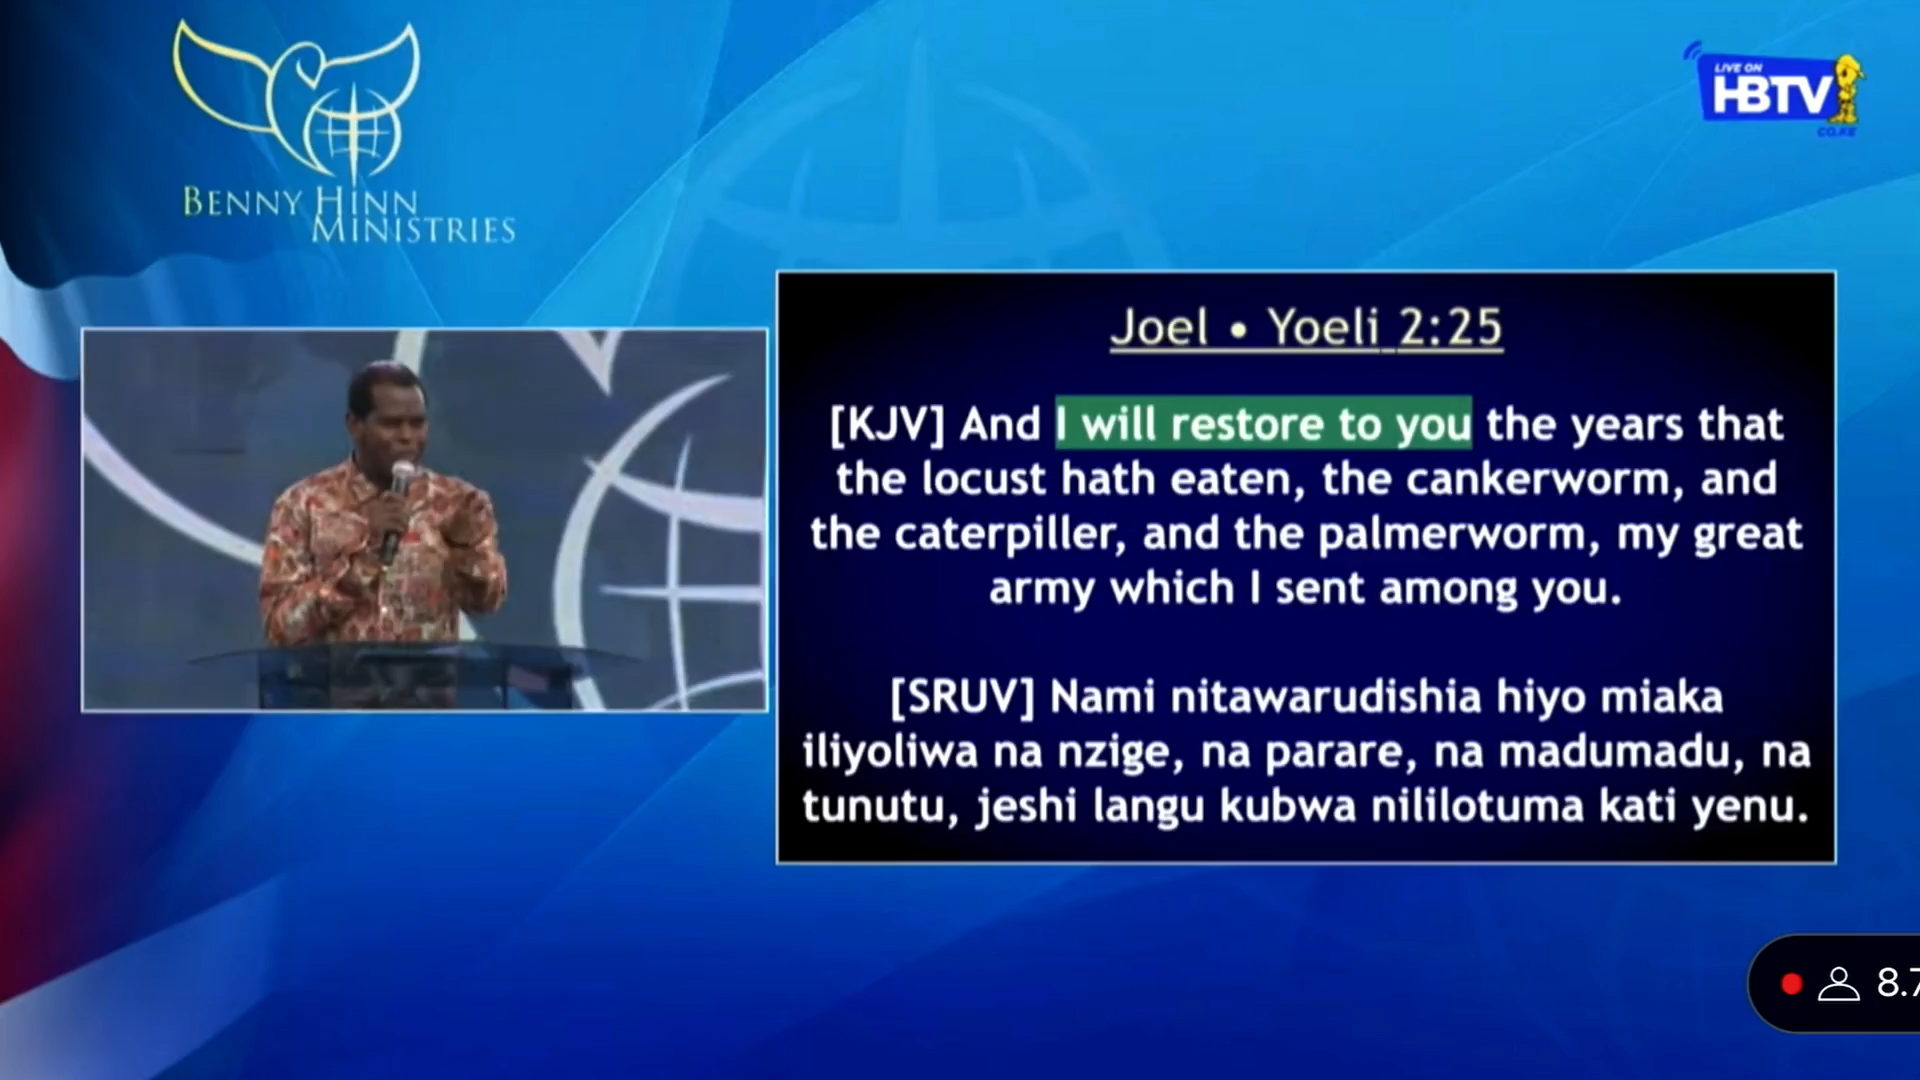 BENNY HINN
MINISTRIES
LIVE ON
HBTV
CO.KE
Joel • Yoeli 2:25
[KJV] And I will restore to you the years that
the locust hath eaten, the cankerworm, and
the caterpiller, and the palmerworm, my great
army which I sent among you.
[SRUV] Nami nitawarudishia hiyo miaka
iliyoliwa na nzige, na parare, na madumadu, na
tunutu, jeshi langu kubwa nililotuma kati yenu.